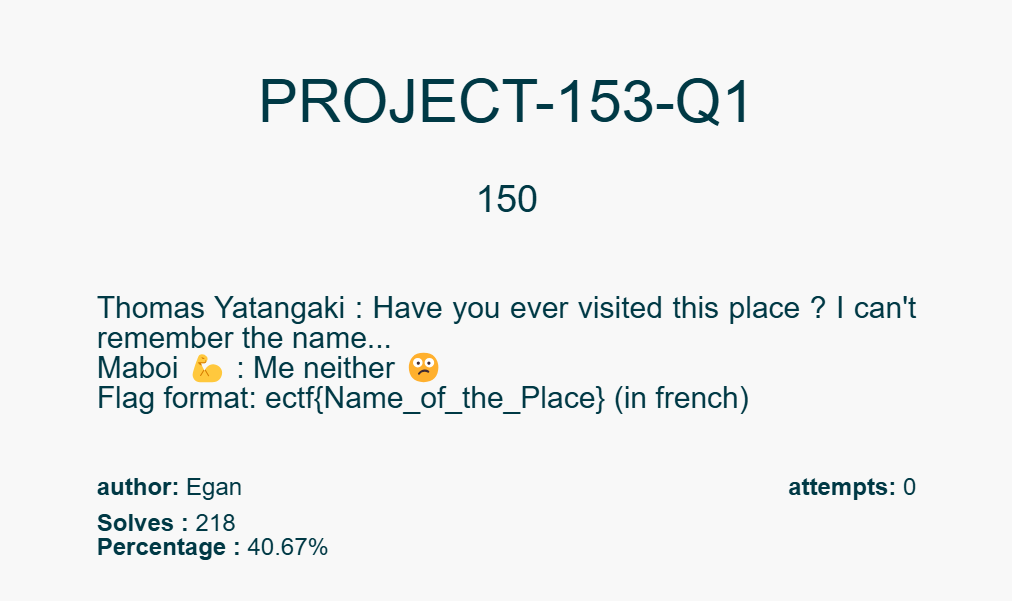 PROJECT-153-Q1
150
Thomas Yatangaki : Have you ever visited this place ? I can't
remember the name...
Maboi 💪 : Me neither 😕
Flag format: ectf{Name_of_the_Place} (in french)
author: Egan
attempts: 0
Solves : 218
Percentage : 40.67%